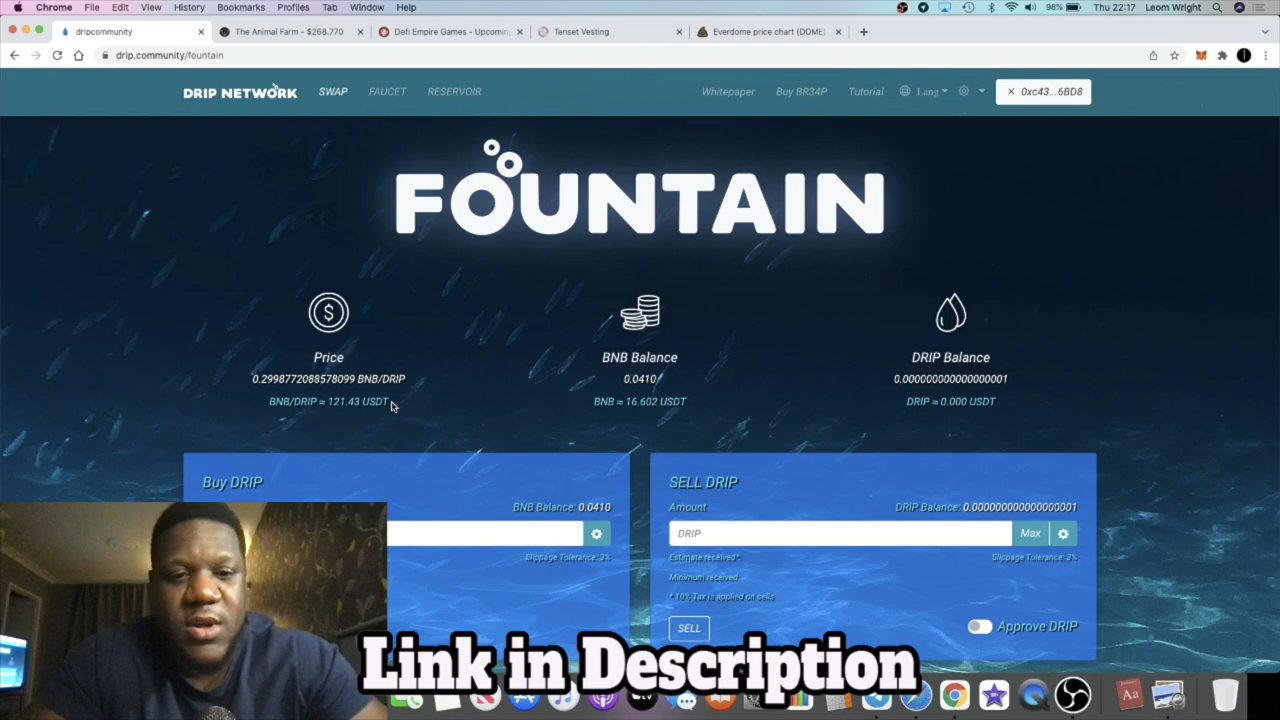 Chrome File Edit View History Bookmarks Profiles Tab Window Help 98% Thu 22:17 Leom Wright
dripcommunity The Animal Farm - $268.770 Defi Empire Games - Upcomin Tenset Vesting Everdome price chart (DOME)
drip.community/fountain
DRIP NETWORK SWAP FAUCET RESERVOIR Whitepaper Buy BR34P Tutorial Lang 0xc43...6BD8
FOUNTAIN
Price BNB Balance DRIP Balance
0.2998772088578099 BNB/DRIP 0.0410 0.000000000000000001
BNB/DRIP ≈ 121.43 USDT BNB ≈ 16.602 USDT DRIP ≈ 0.000 USDT
Buy DRIP SELL DRIP
BNB Balance: 0.0410 Amount DRIP Balance: 0.000000000000000001
DRIP Max
Slippage Tolerance: 3% Estimate received*: Slippage Tolerance: 3%
Minimum received:
* 10% Tax is applied on sells
SELL Approve DRIP
Link in Description